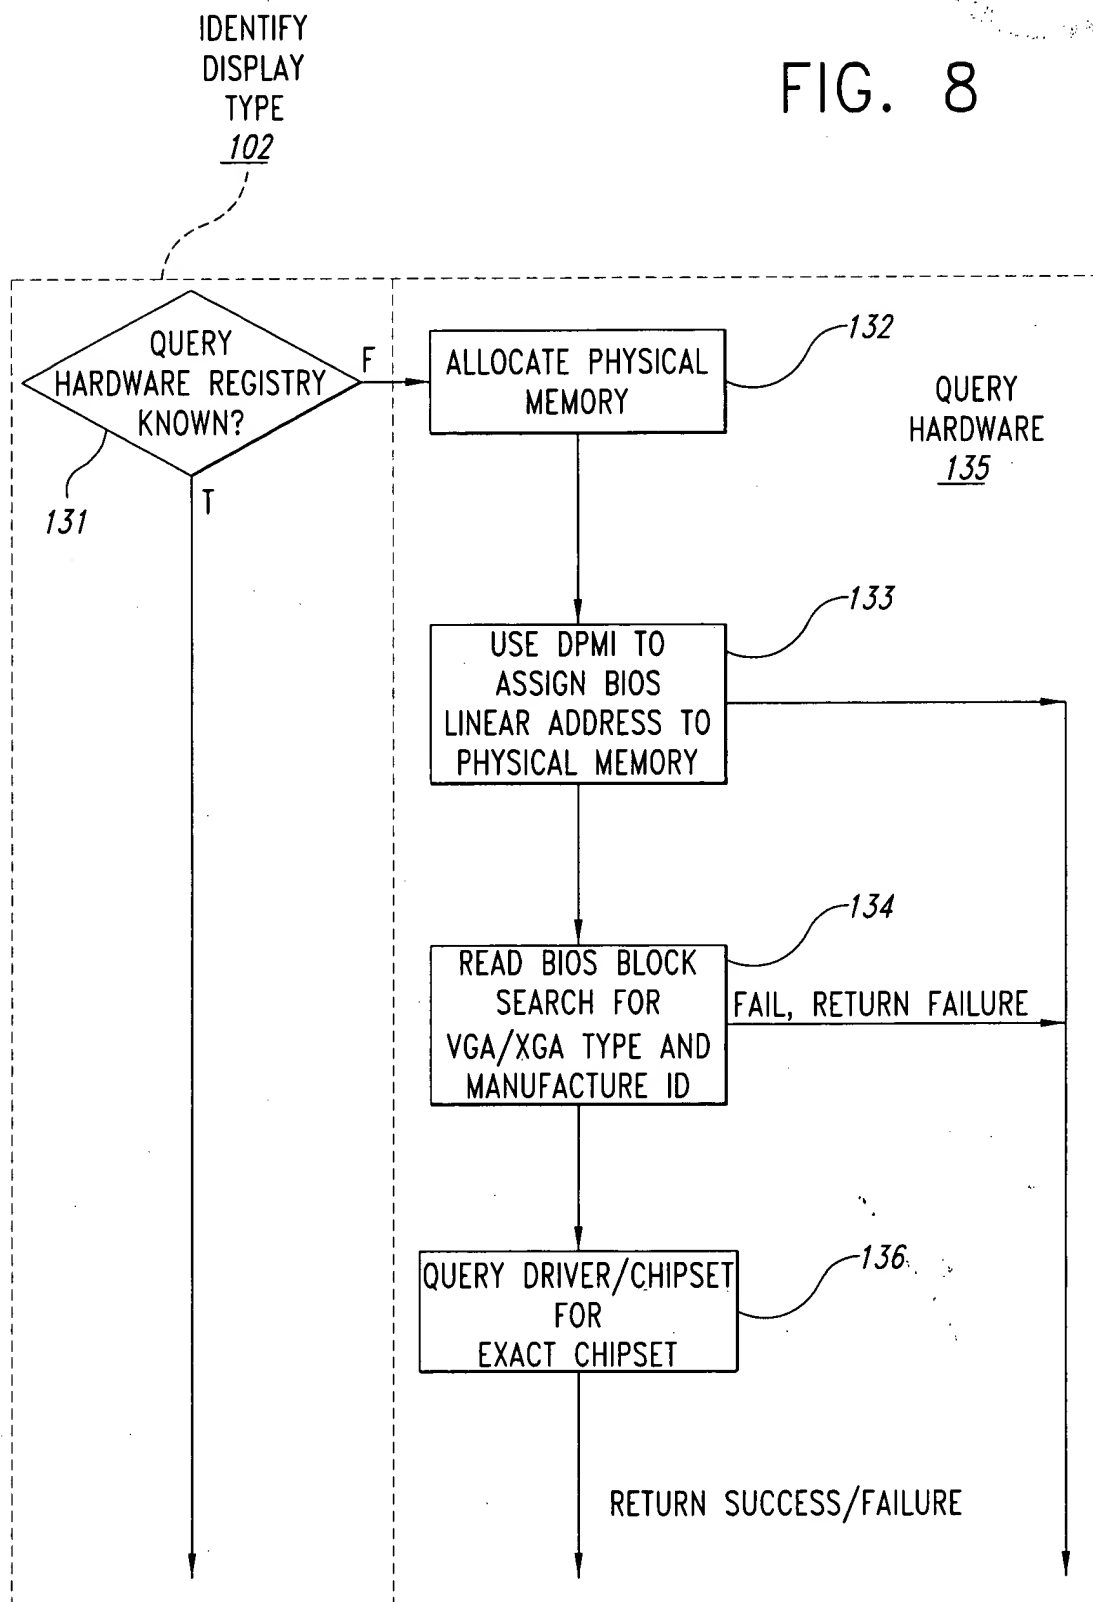 IDENTIFY
DISPLAY
TYPE
102
FIG. 8
QUERY
HARDWARE REGISTRY
KNOWN?
F
T
131
ALLOCATE PHYSICAL
MEMORY
132
QUERY
HARDWARE
135
USE DPMI TO
ASSIGN BIOS
LINEAR ADDRESS TO
PHYSICAL MEMORY
133
READ BIOS BLOCK
SEARCH FOR
VGA/XGA TYPE AND
MANUFACTURE ID
134
FAIL, RETURN FAILURE
QUERY DRIVER/CHIPSET
FOR
EXACT CHIPSET
136
RETURN SUCCESS/FAILURE